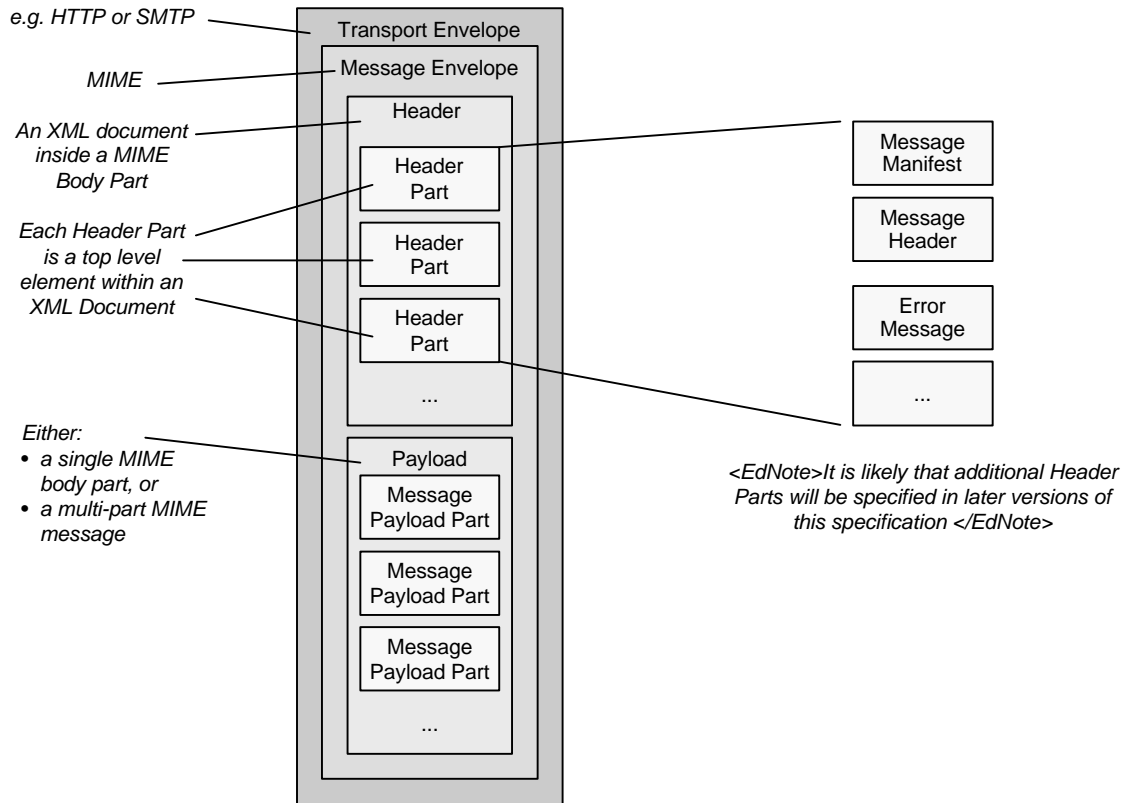 e.g. HTTP or SMTP
Transport Envelope
Message Envelope
MIME
Header
An XML document
inside a MIME
Body Part
Header
Part
Each Header Part
is a top level
element within an
XML Document
Header
Part
Header
Part
...
Message
Manifest
Message
Header
Error
Message
...
<EdNote>It is likely that additional Header
Parts will be specified in later versions of
this specification </EdNote>
Either:
• a single MIME
body part, or
• a multi-part MIME
message
Payload
Message
Payload Part
Message
Payload Part
Message
Payload Part
...